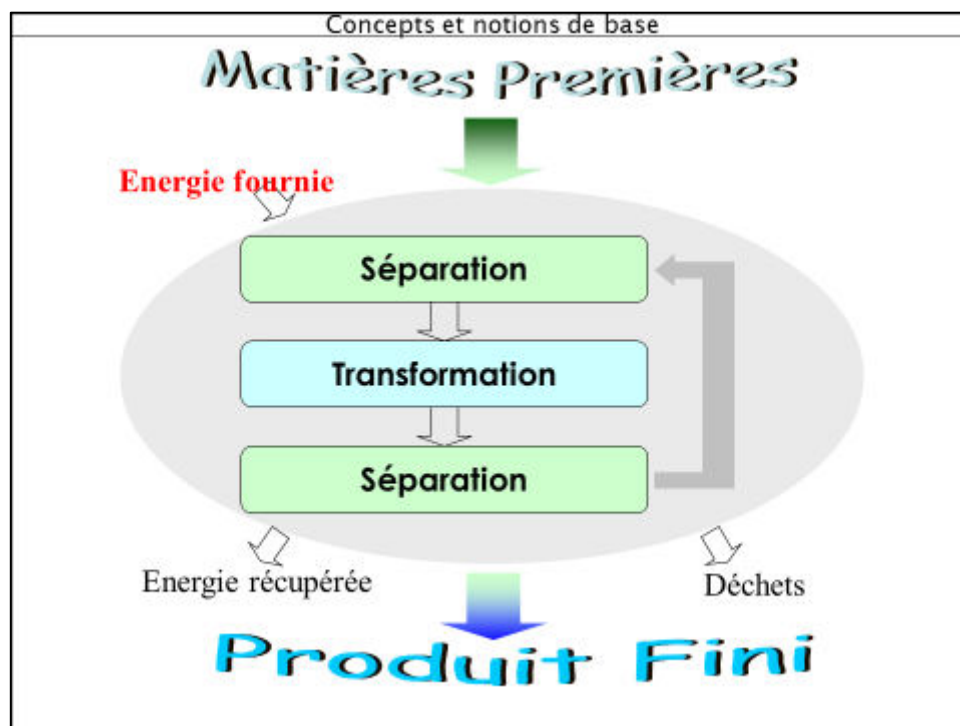 Concepts et notions de base
Matières Premières
Energie fournie
Séparation
Transformation
Séparation
Energie récupérée
Déchets
Produit Fini